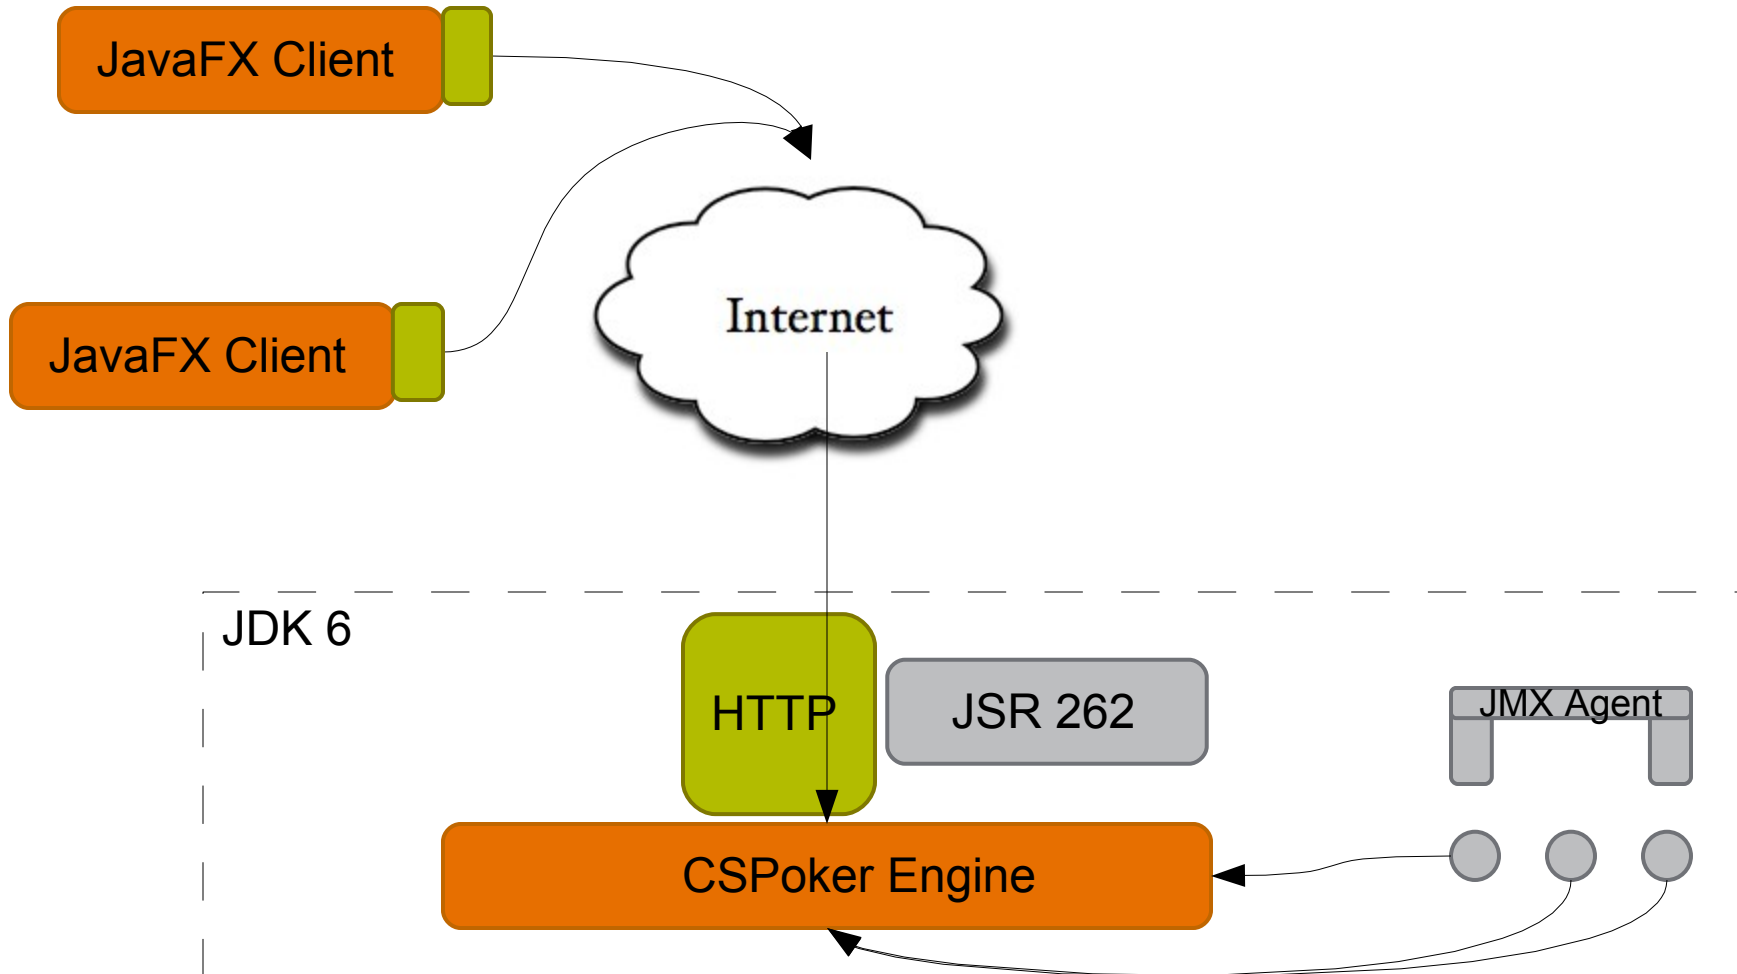 JavaFX Client
JavaFX Client
Internet
JDK 6
HTTP
JSR 262
JMX Agent
CSPoker Engine